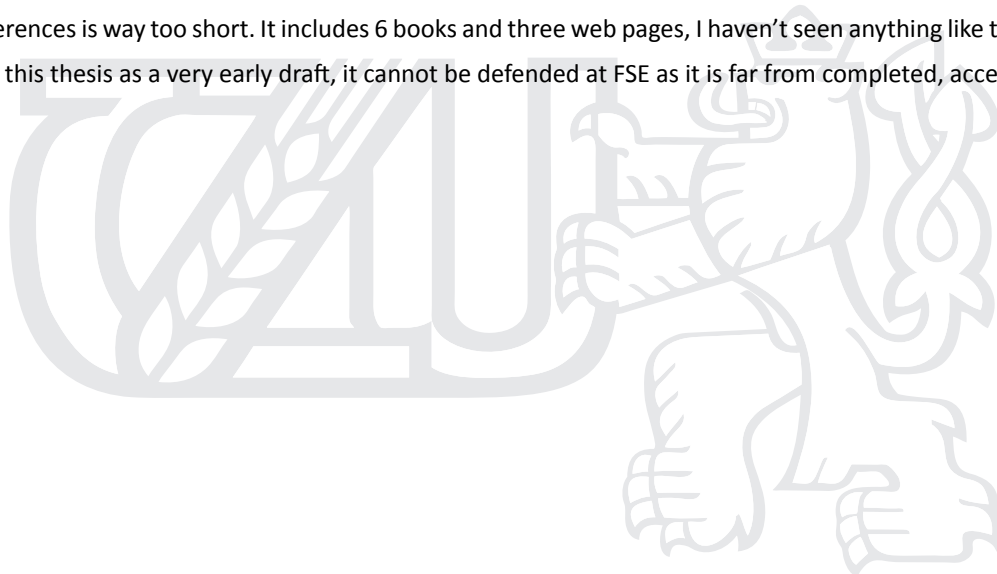 erences is way too short. It includes 6 books and three web pages, I haven’t seen anything like t
this thesis as a very early draft, it cannot be defended at FSE as it is far from completed, acce